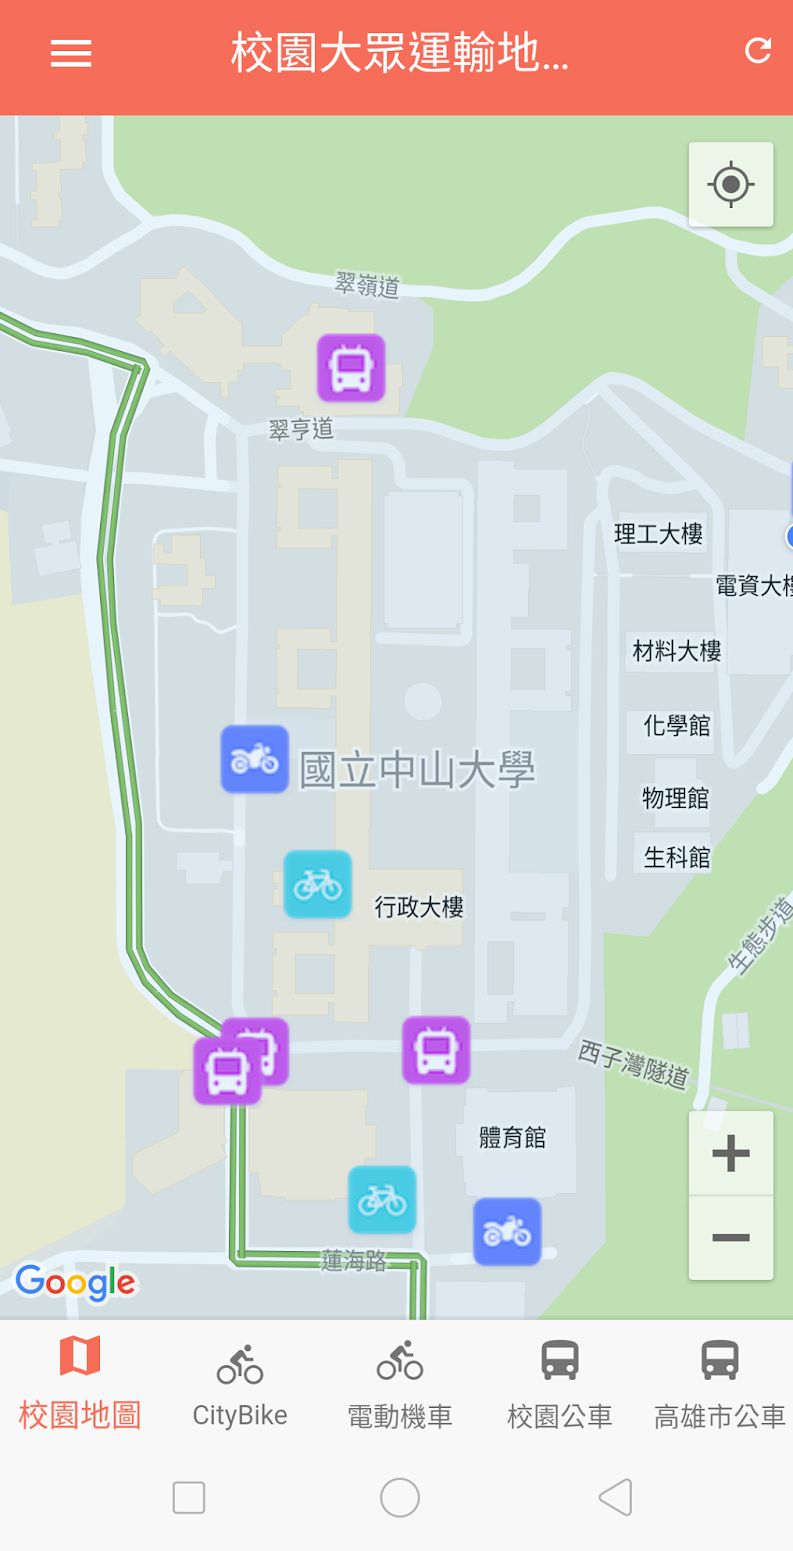 校園大眾運輸地...
翠嶺道
翠亨道
理工大樓
電資大樓
材料大樓
化學館
國立中山大學
物理館
生科館
行政大樓
生態步道
西子灣隧道
體育館
蓮海路
Google
校園地圖
CityBike
電動機車
校園公車
高雄市公車